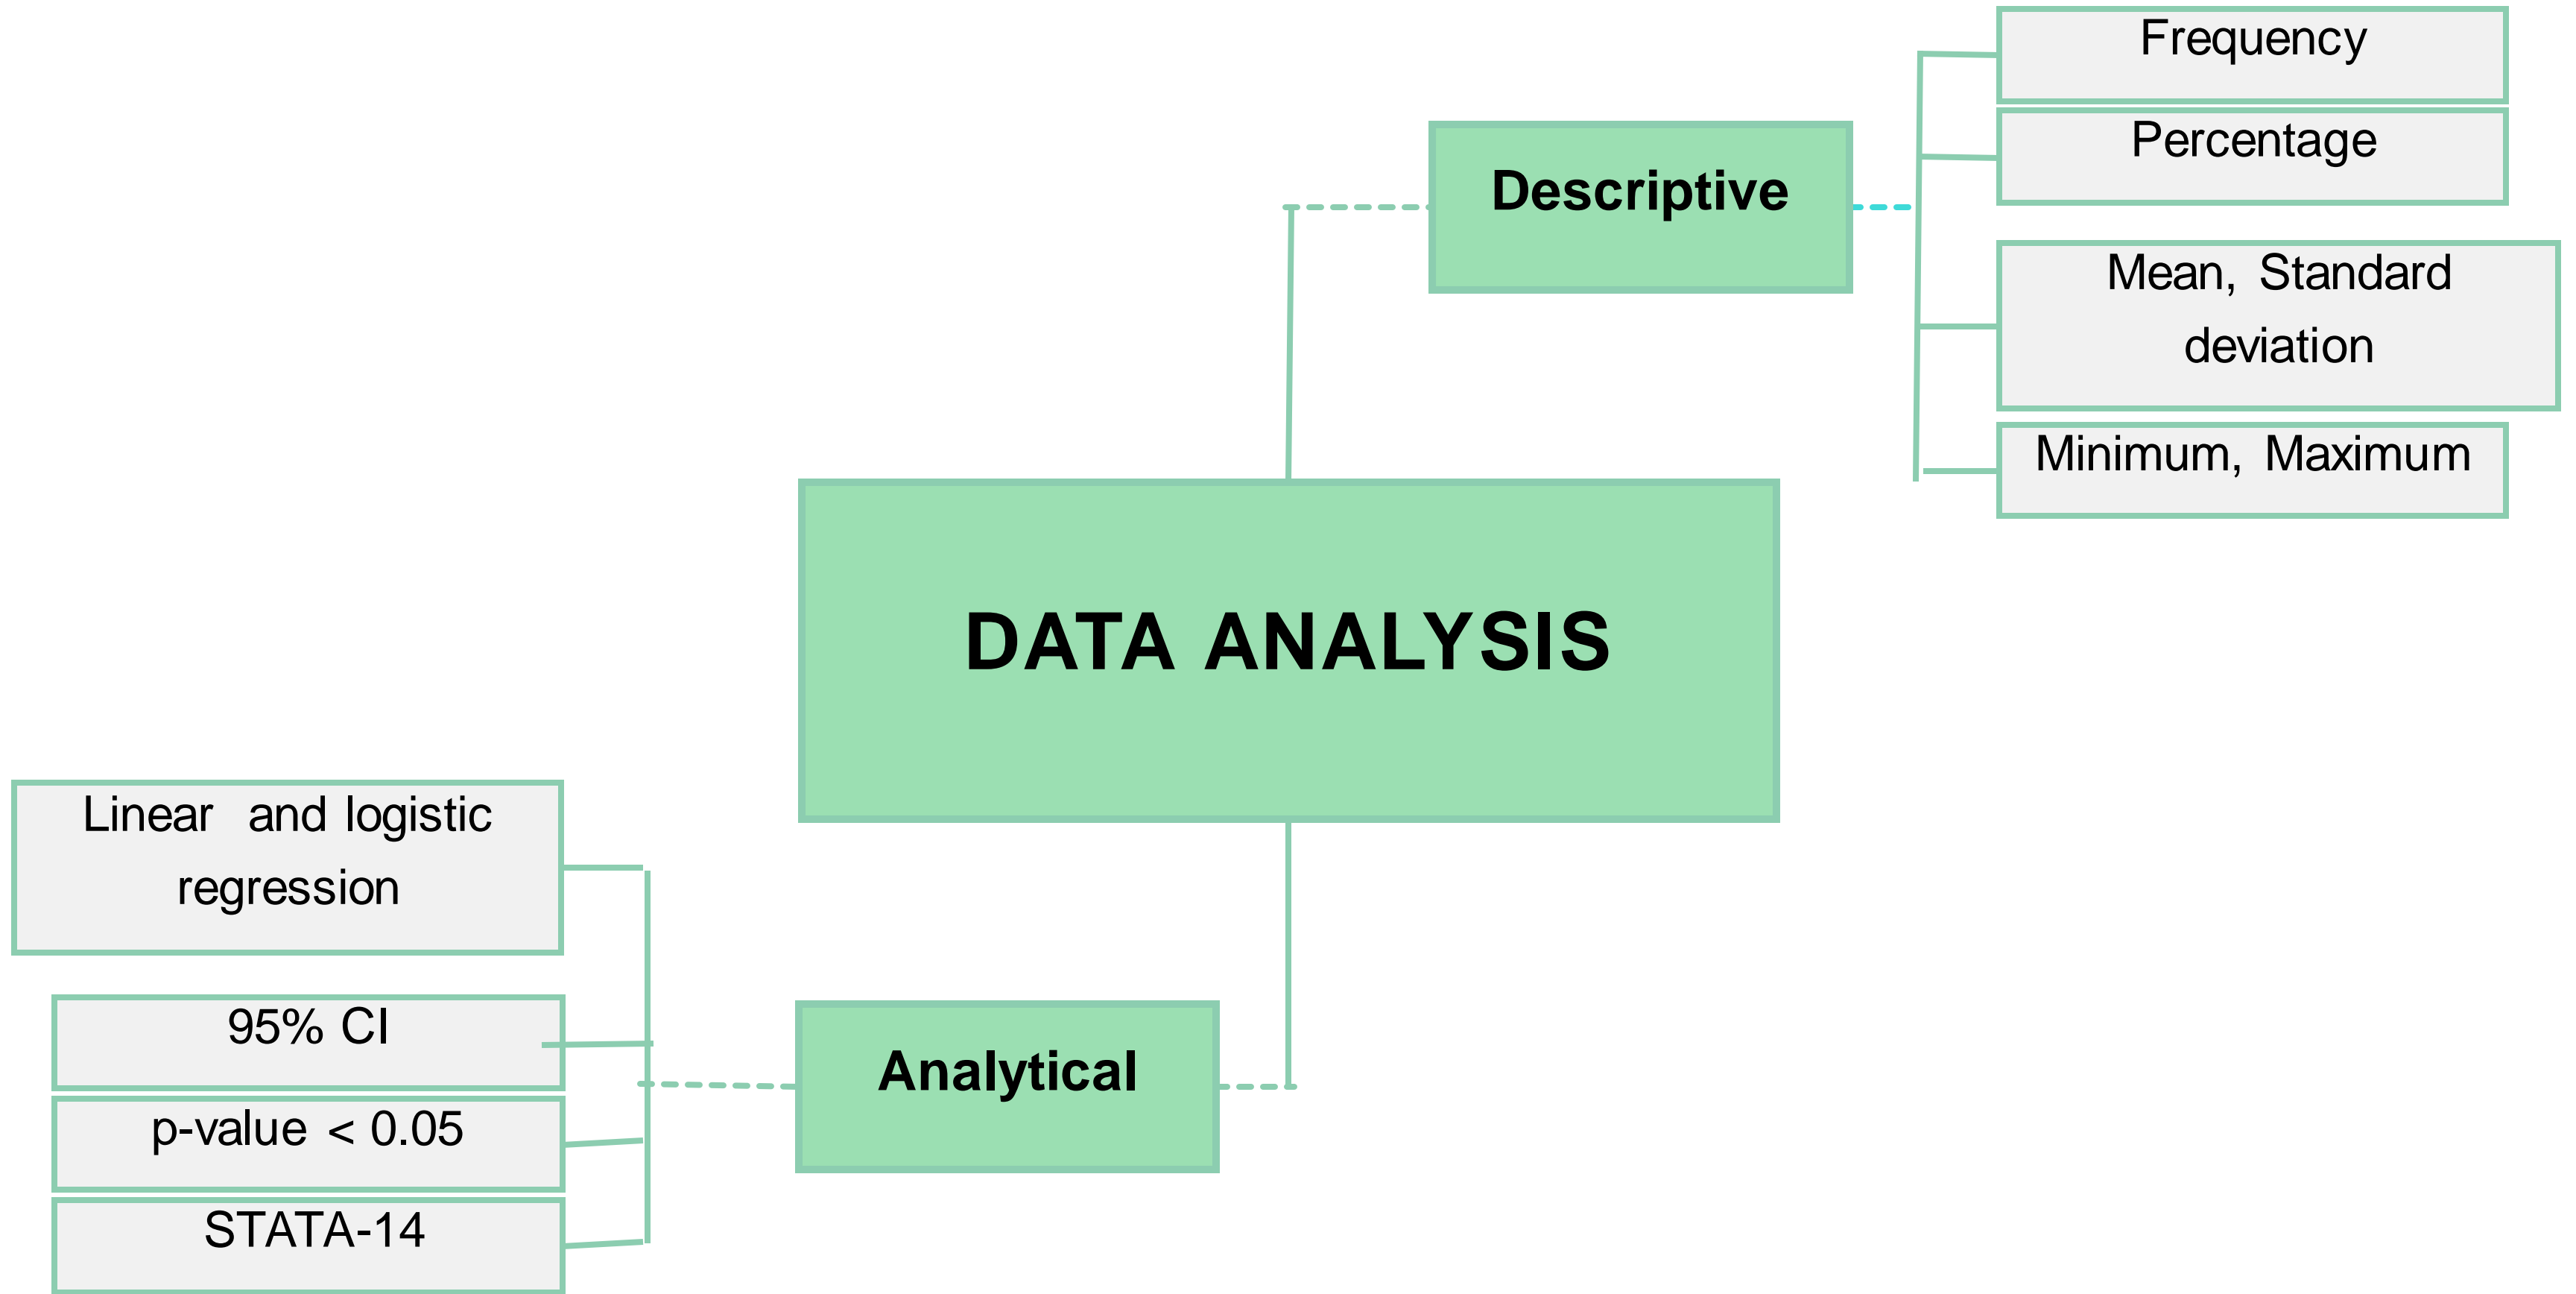 Frequency
Percentage
Descriptive
Mean, Standard
deviation
Minimum, Maximum
DATA ANALYSIS
Linear and logistic
regression
95% CI
Analytical
p-value < 0.05
STATA-14